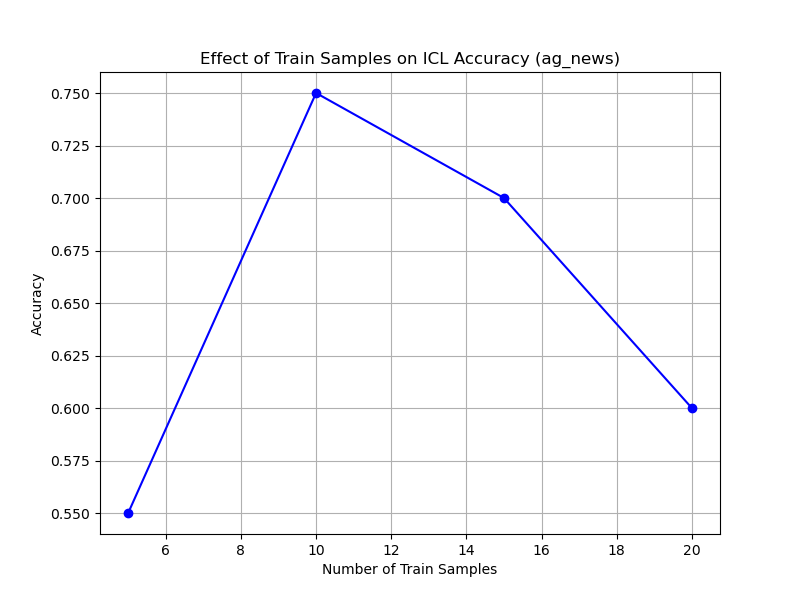 Effect of Train Samples on ICL Accuracy (ag_news)
0.750
0.725
0.700
0.675
0.650
0.625
0.600
0.575
0.550
Accuracy
6 8 10 12 14 16 18 20
Number of Train Samples